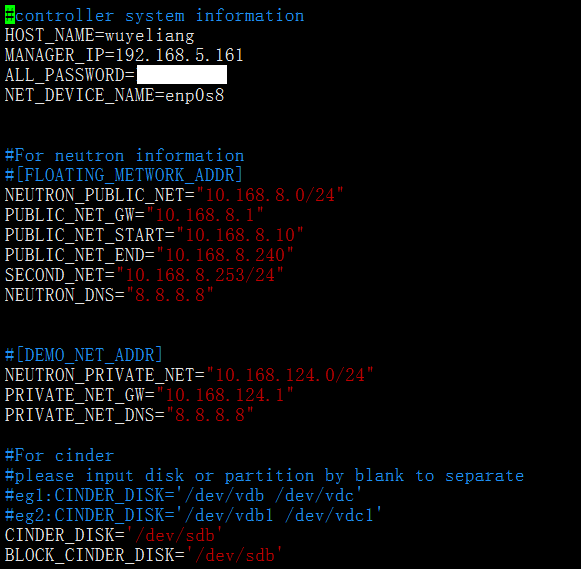 #controller system information
HOST_NAME=wuyeliang
MANAGER_IP=192.168.5.161
ALL_PASSWORD=
NET_DEVICE_NAME=enp0s8
#For neutron information
#[FLOATING_METWORK_ADDR]
NEUTRON_PUBLIC_NET="10.168.8.0/24"
PUBLIC_NET_GW="10.168.8.1"
PUBLIC_NET_START="10.168.8.10"
PUBLIC_NET_END="10.168.8.240"
SECOND_NET="10.168.8.253/24"
NEUTRON_DNS="8.8.8.8"
#[DEMO_NET_ADDR]
NEUTRON_PRIVATE_NET="10.168.124.0/24"
PRIVATE_NET_GW="10.168.124.1"
PRIVATE_NET_DNS="8.8.8.8"
#For cinder
#please input disk or partition by blank to separate
#eg1:CINDER_DISK='/dev/vdb /dev/vdc'
#eg2:CINDER_DISK='/dev/vdb1 /dev/vdc1'
CINDER_DISK='/dev/sdb'
BLOCK_CINDER_DISK='/dev/sdb'